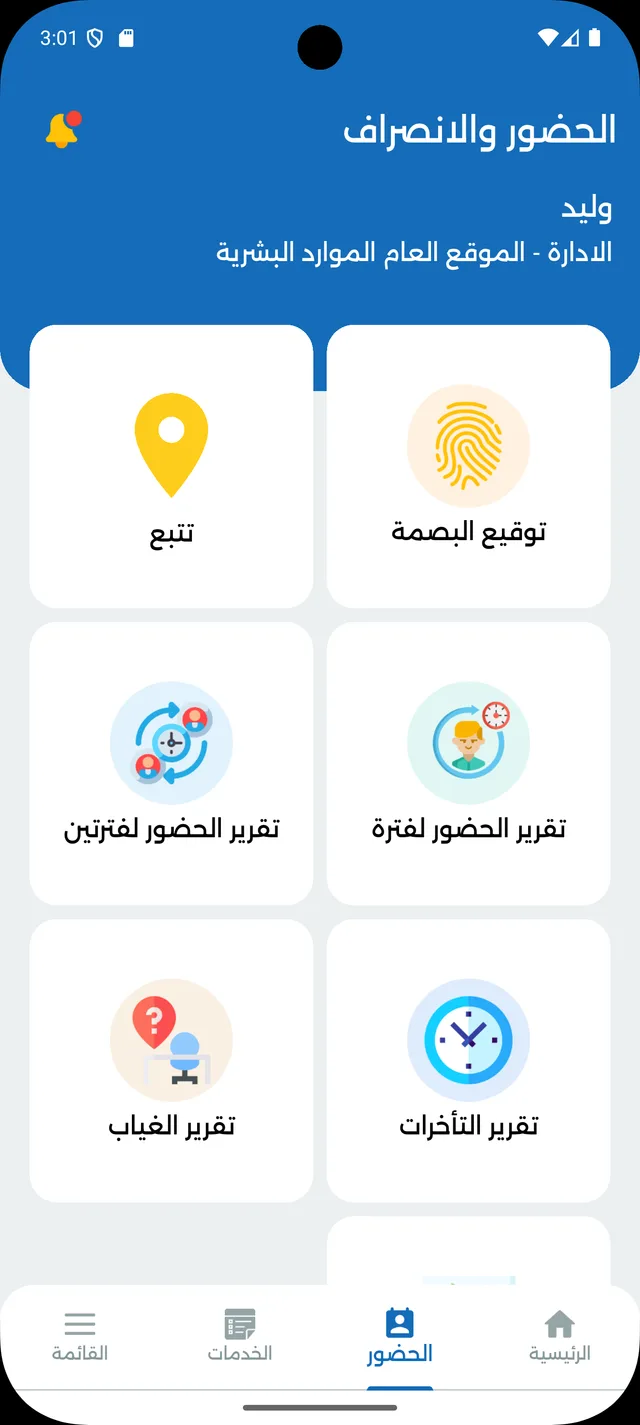 3:01
الحضور والانصراف
وليد
الادارة - الموقع العام الموارد البشرية
توقيع البصمة
تتبع
تقرير الحضور لفترة
تقرير الحضور لفترتين
تقرير التأخرات
تقرير الغياب
الرئيسية
الحضور
الخدمات
القائمة